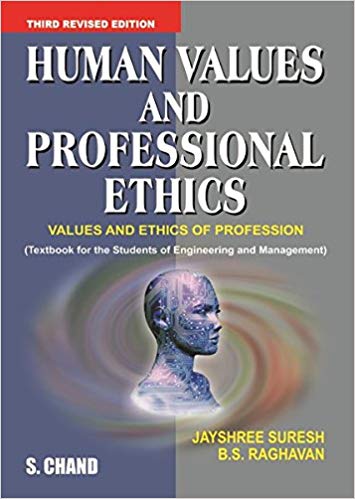 THIRD REVISED EDITION
HUMAN VALUES
AND
PROFESSIONAL
ETHICS
VALUES AND ETHICS OF PROFESSION
(Textbook for the Students of Engineering and Management)
JAYSHREE SURESH
B.S. RAGHAVAN
S. CHAND